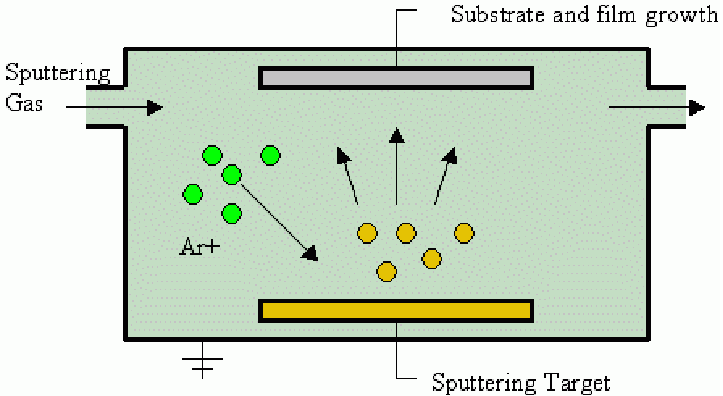 Substrate and film growth
Sputtering
Gas
Ar+
Sputtering Target